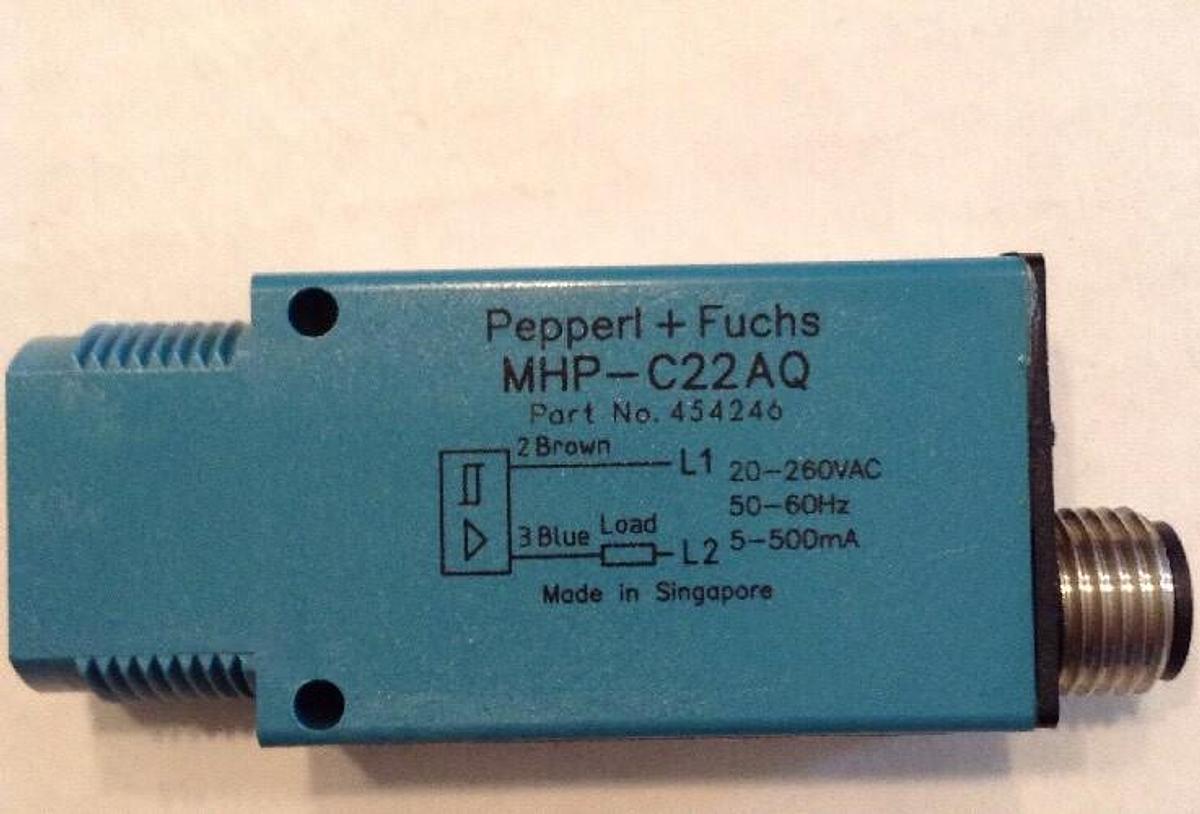 Pepperl + Fuchs
MHP-C22AQ
Part No. 454246
2 Brown
L1 20-260VAC
50-60Hz
3 Blue Load
L2 5-500mA
Made in Singapore